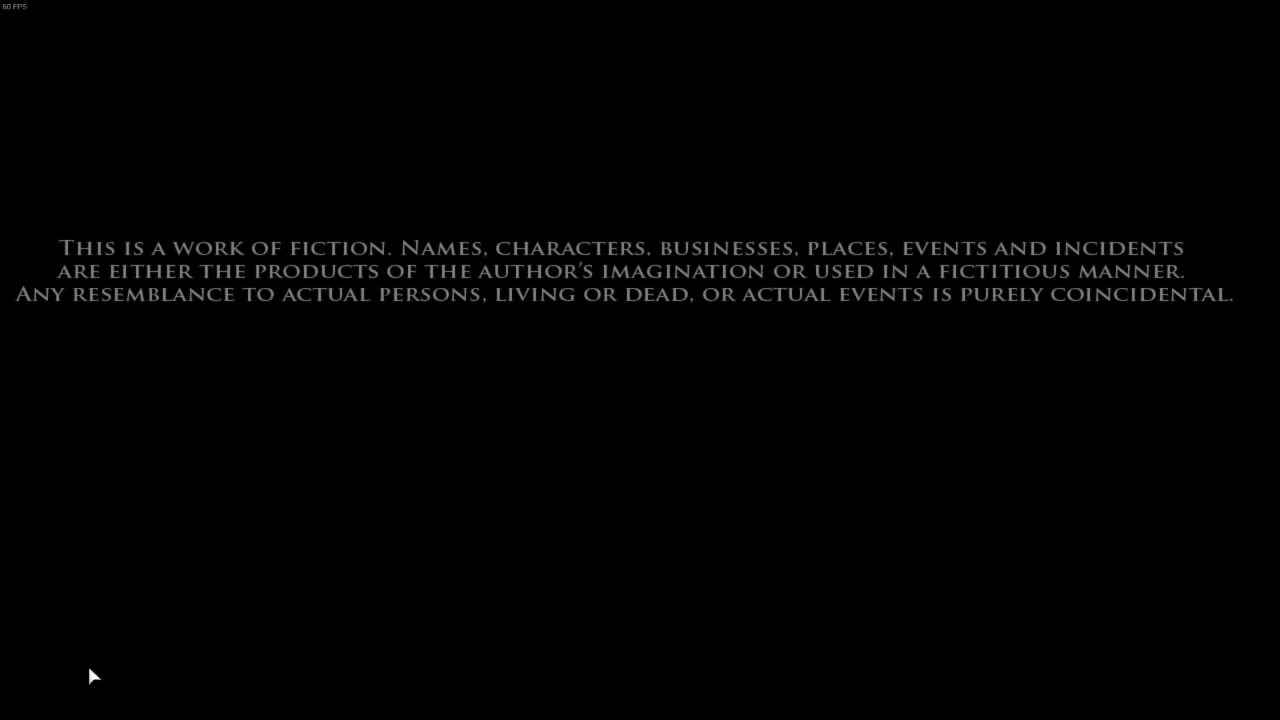 60 FPS
This is a work of fiction. Names, characters, businesses, places, events and incidents
are either the products of the author's imagination or used in a fictitious manner.
Any resemblance to actual persons, living or dead, or actual events is purely coincidental.